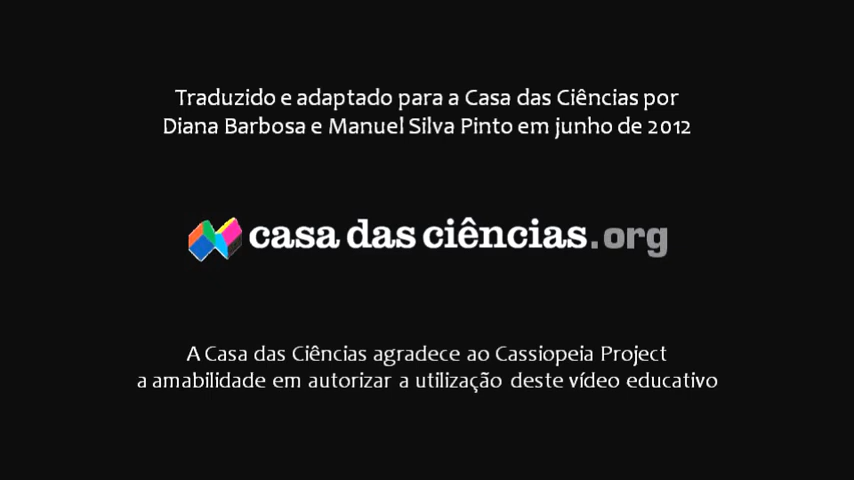 Traduzido e adaptado para a Casa das Ciências por
Diana Barbosa e Manuel Silva Pinto em junho de 2012
casa das ciências.org
A Casa das Ciências agradece ao Cassiopeia Project
a amabilidade em autorizar a utilização deste vídeo educativo